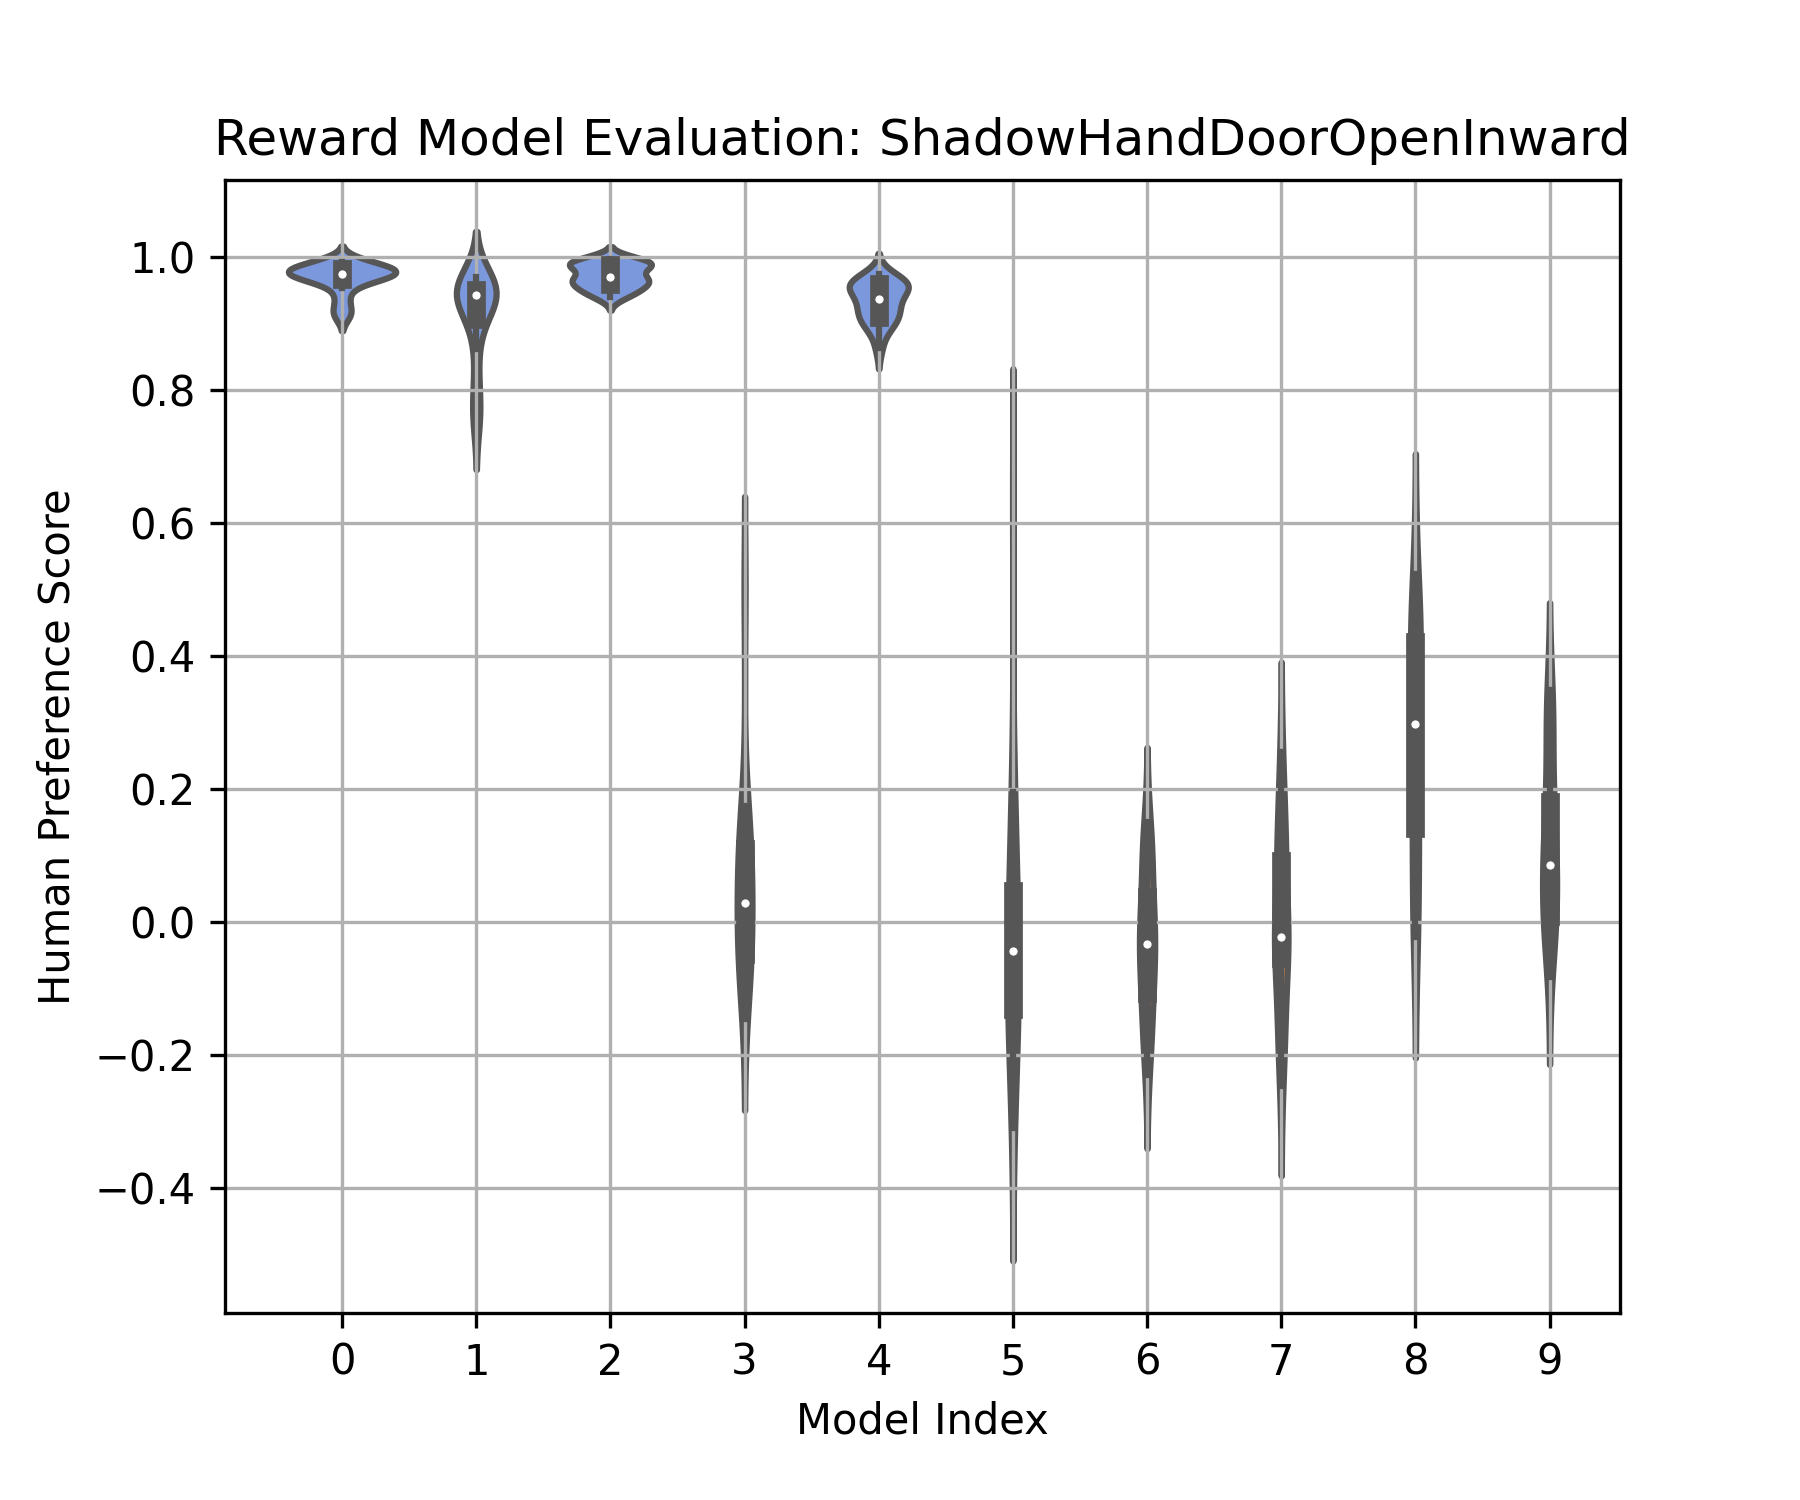 Reward Model Evaluation: ShadowHandDoorOpenInward
1.0
0.8
0.6
0.4
0.2
0.0
−0.2
−0.4
Human Preference Score
0 1 2 3 4 5 6 7 8 9
Model Index